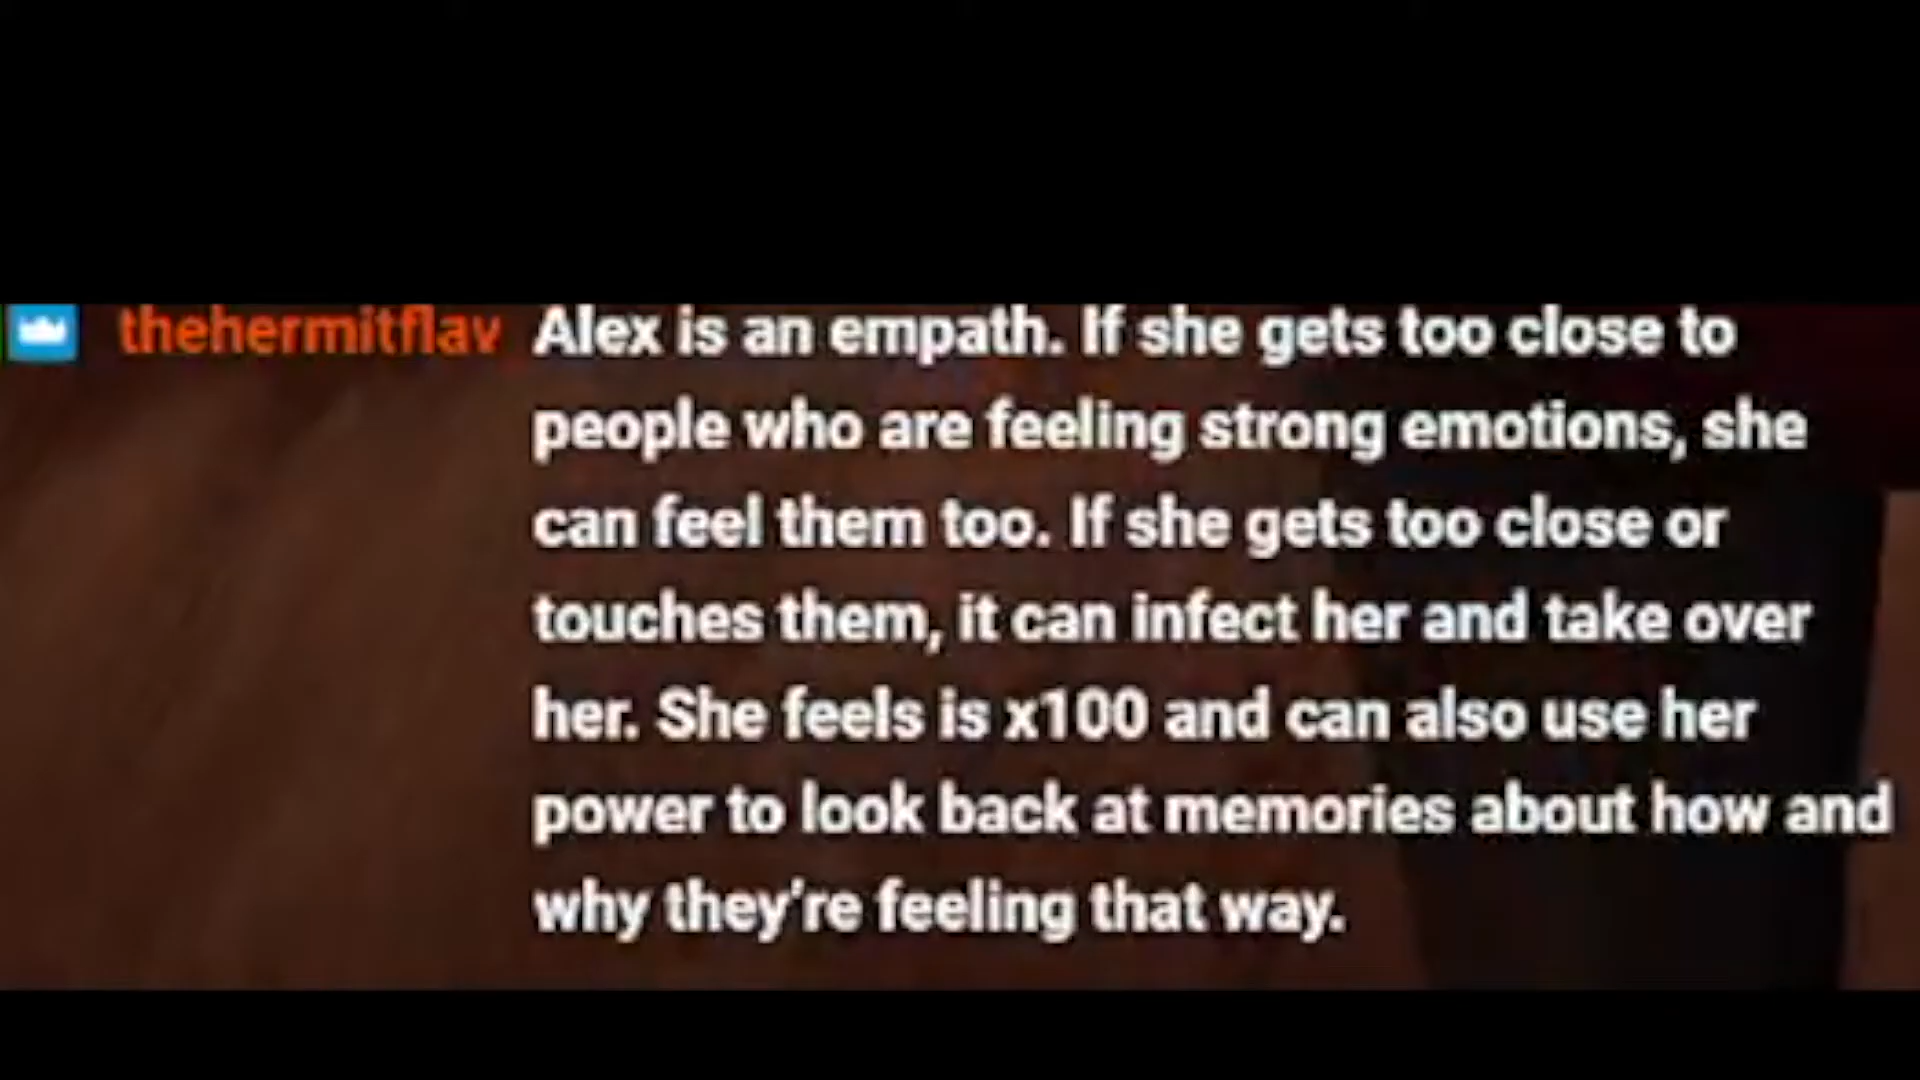 thehermitflav Alex is an empath. If she gets too close to
people who are feeling strong emotions, she
can feel them too. If she gets too close or
touches them, it can infect her and take over
her. She feels is x100 and can also use her
power to look back at memories about how and
why they're feeling that way.